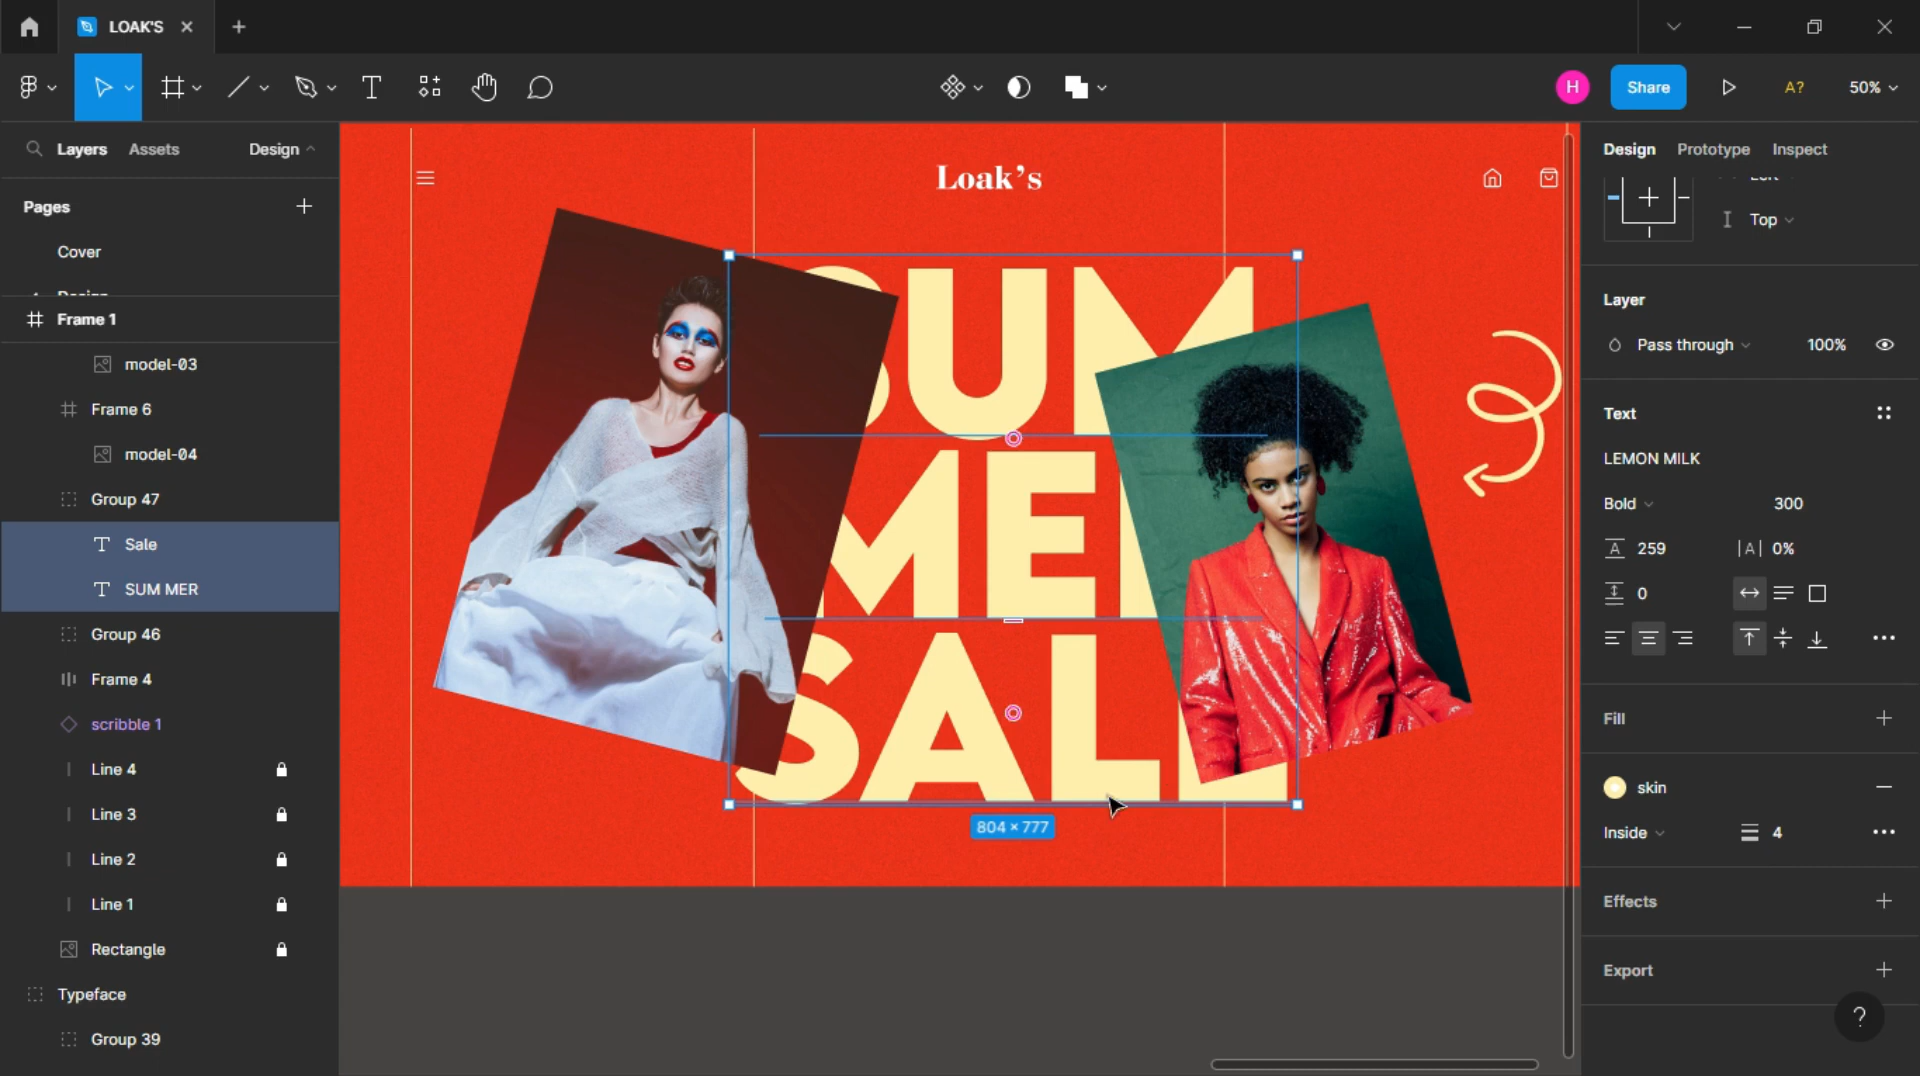 LOAK'S
H
Share
A?
50%
Layers
Assets
Design
Pages
Cover
Design
Frame 1
model-03
Frame 6
model-04
Group 47
Sale
SUM MER
Group 46
Frame 4
scribble 1
Line 4
Line 3
Line 2
Line 1
Rectangle
Typeface
Group 39
Loak's
SUM
MER
SALE
804 × 777
Design
Prototype
Inspect
Left
Top
Layer
Pass through
100%
Text
LEMON MILK
Bold
300
259
|A| 0%
0
Fill
skin
Inside
4
Effects
Export
?